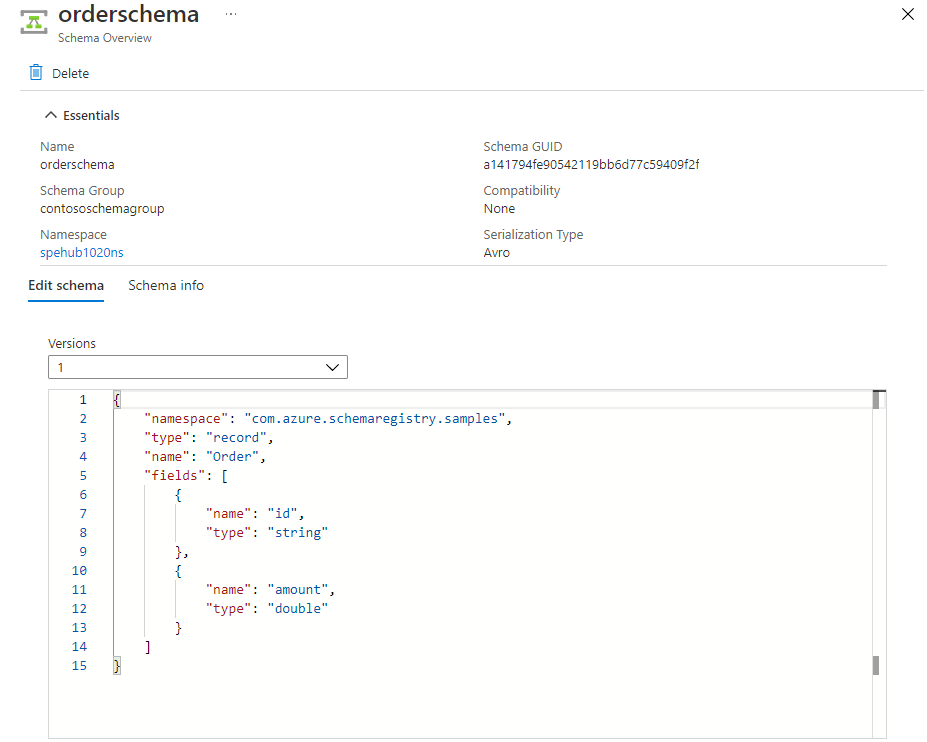 orderschema ...
Schema Overview
Delete
Essentials
Name
orderschema
Schema GUID
a141794fe90542119bb6d77c59409f2f
Schema Group
contososchemagroup
Compatibility
None
Namespace
spehub1020ns
Serialization Type
Avro
Edit schema Schema info
Versions
1
1 {
2 "namespace": "com.azure.schemaregistry.samples",
3 "type": "record",
4 "name": "Order",
5 "fields": [
6 {
7 "name": "id",
8 "type": "string"
9 },
10 {
11 "name": "amount",
12 "type": "double"
13 }
14 ]
15 }